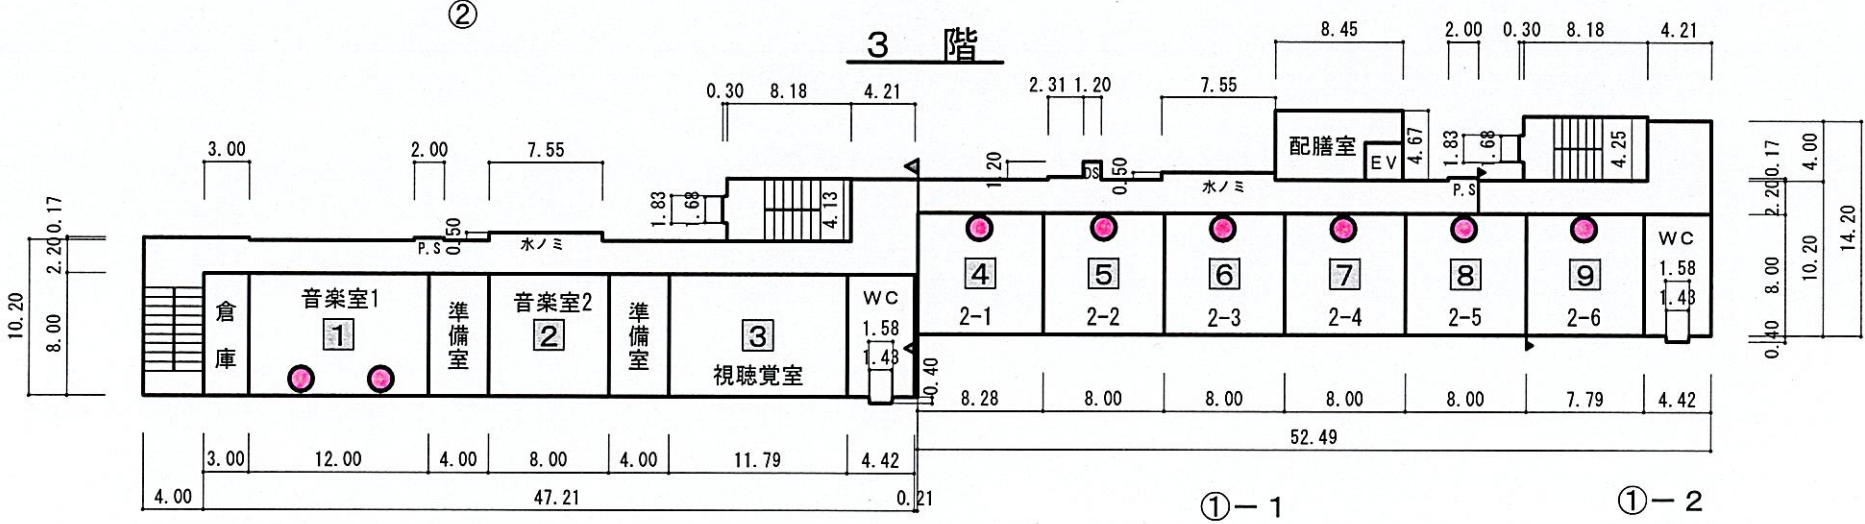 ②
3 階
8.45 2.00 0.30 8.18 4.21
0.30 8.18 4.21 2.31 1.20 7.55
3.00 2.00 7.55
配膳室 EV 4.67 1.83 1.68 4.25
0.17 4.00
2.20
14.20
10.20
8.00
0.40
1.20 DS 0.50 水ノミ P.S
1.83 1.68 4.13
0.17
2.20
10.20
8.00
P.S 0.50 水ノミ
4 5 6 7 8 9 WC
1.58
1.43
2-1 2-2 2-3 2-4 2-5 2-6
倉庫 音楽室1 準備室 音楽室2 準備室 WC
1 2 3 1.58
1.43
視聴覚室
0.40
8.28 8.00 8.00 8.00 8.00 7.79 4.42
52.49
3.00 12.00 4.00 8.00 4.00 11.79 4.42
4.00 47.21 0.21
①-1 ①-2